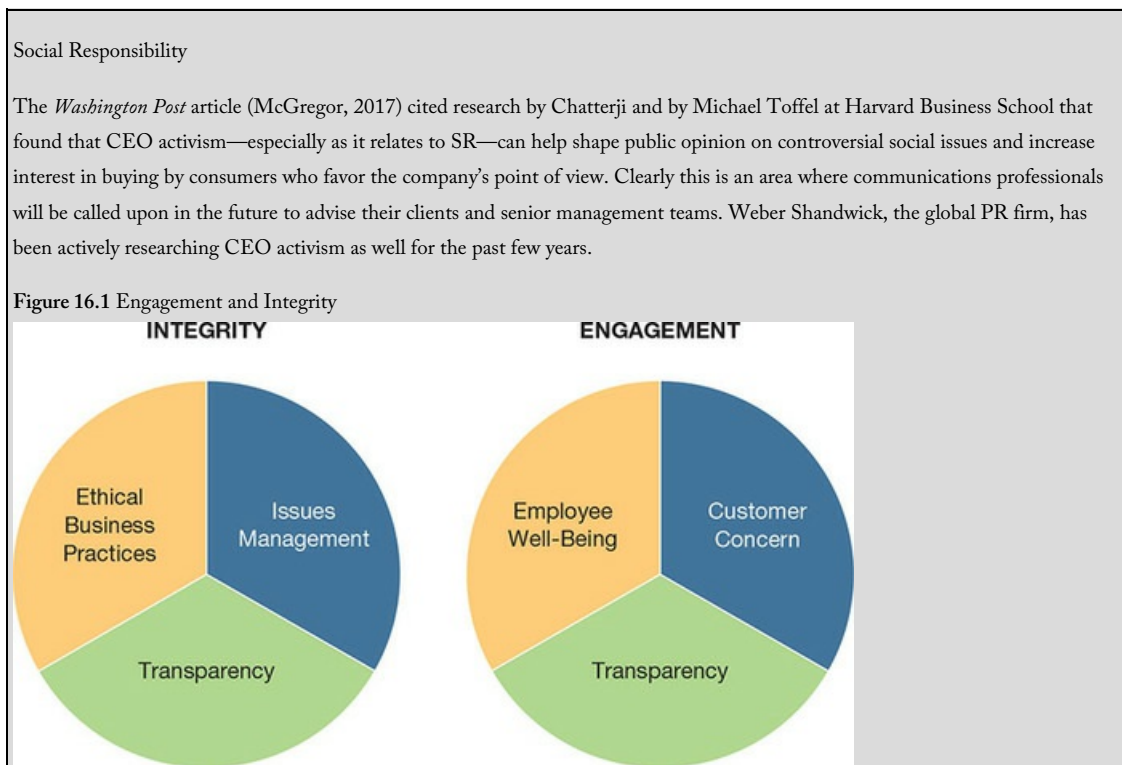 Social Responsibility
The Washington Post article (McGregor, 2017) cited research by Chatterji and by Michael Toffel at Harvard Business School that
found that CEO activism—especially as it relates to SR—can help shape public opinion on controversial social issues and increase
interest in buying by consumers who favor the company's point of view. Clearly this is an area where communications professionals
will be called upon in the future to advise their clients and senior management teams. Weber Shandwick, the global PR firm, has
been actively researching CEO activism as well for the past few years.
Figure 16.1 Engagement and Integrity
INTEGRITY
Ethical
Business
Practices
Issues
Management
Transparency
ENGAGEMENT
Employee
Well-Being
Customer
Concern
Transparency